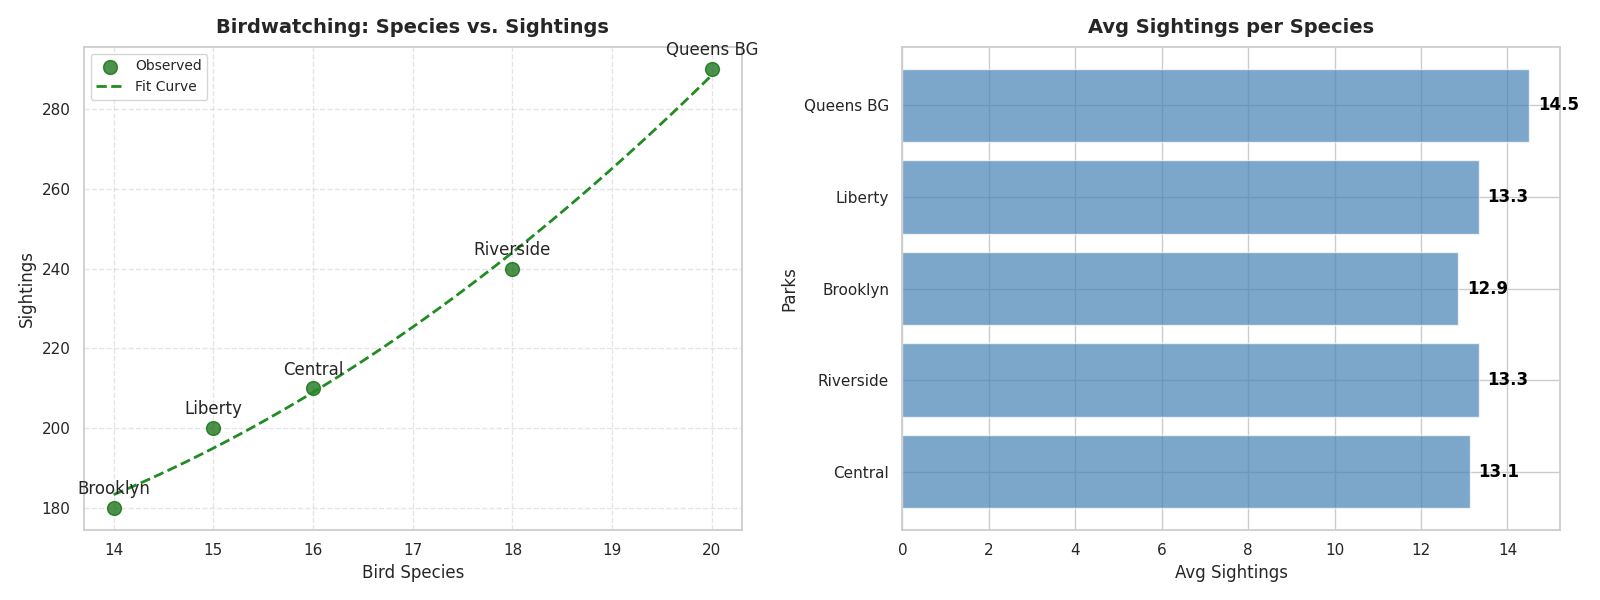 Birdwatching: Species vs. Sightings
Observed
Fit Curve
Queens BG
Riverside
Central
Liberty
Brooklyn
Sightings
280
260
240
220
200
180
14 15 16 17 18 19 20
Bird Species
Avg Sightings per Species
Parks
Queens BG 14.5
Liberty 13.3
Brooklyn 12.9
Riverside 13.3
Central 13.1
0 2 4 6 8 10 12 14
Avg Sightings